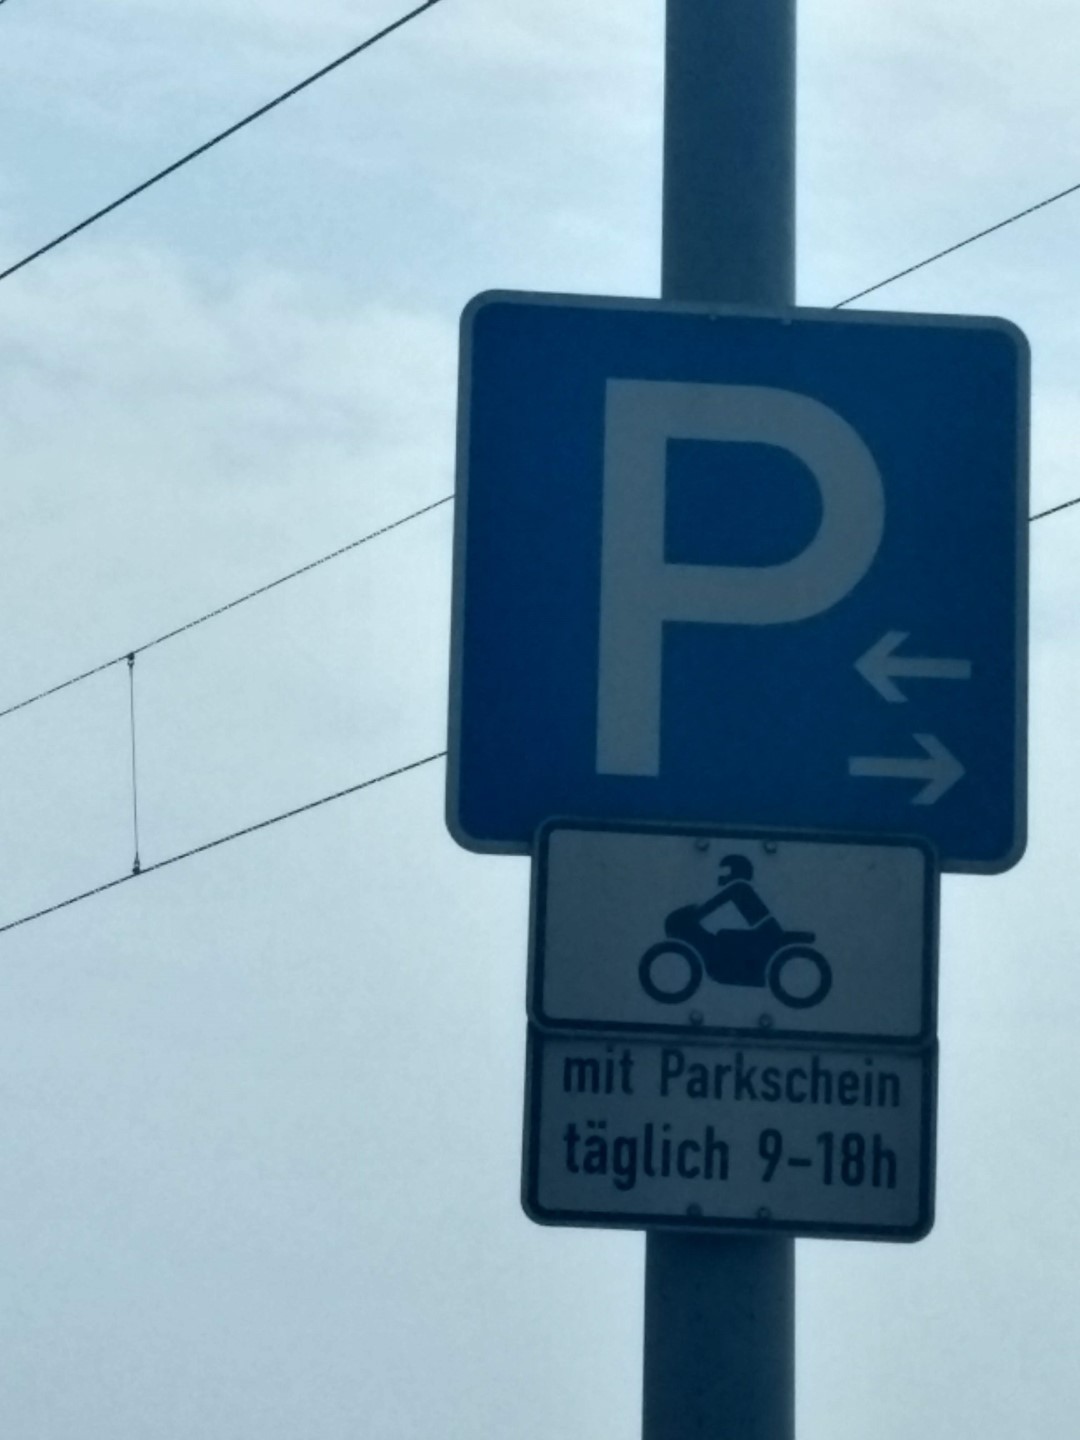 P
mit Parkschein
täglich 9-18h